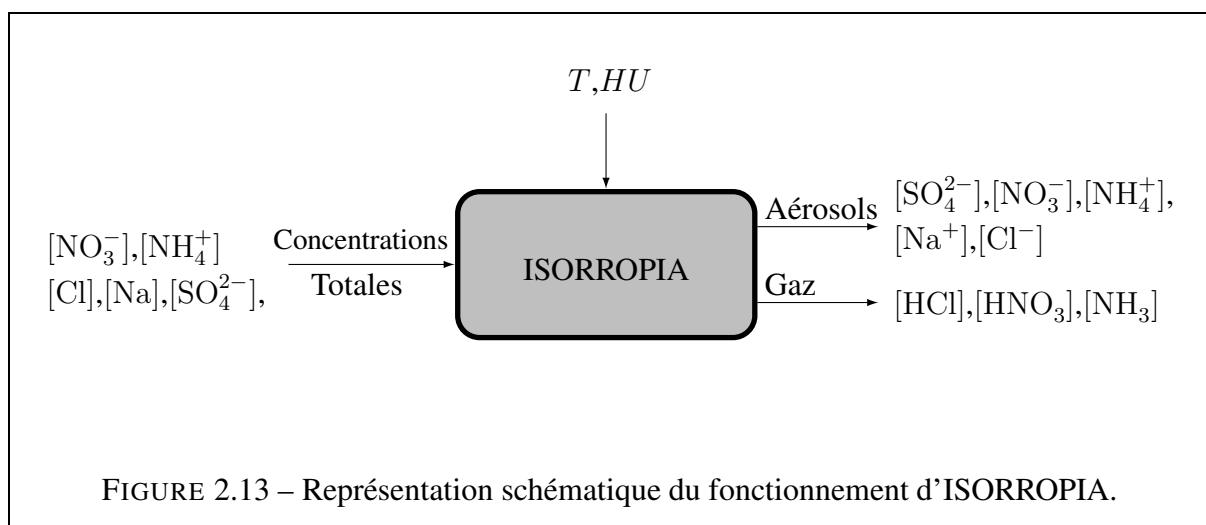 T,HU
[NO₃⁻],[NH₄⁺]
[Cl],[Na],[SO₄²⁻],
Concentrations
Totales
ISORROPIA
Aérosols
[SO₄²⁻],[NO₃⁻],[NH₄⁺],
[Na⁺],[Cl⁻]
Gaz
[HCl],[HNO₃],[NH₃]
FIGURE 2.13 – Représentation schématique du fonctionnement d'ISORROPIA.